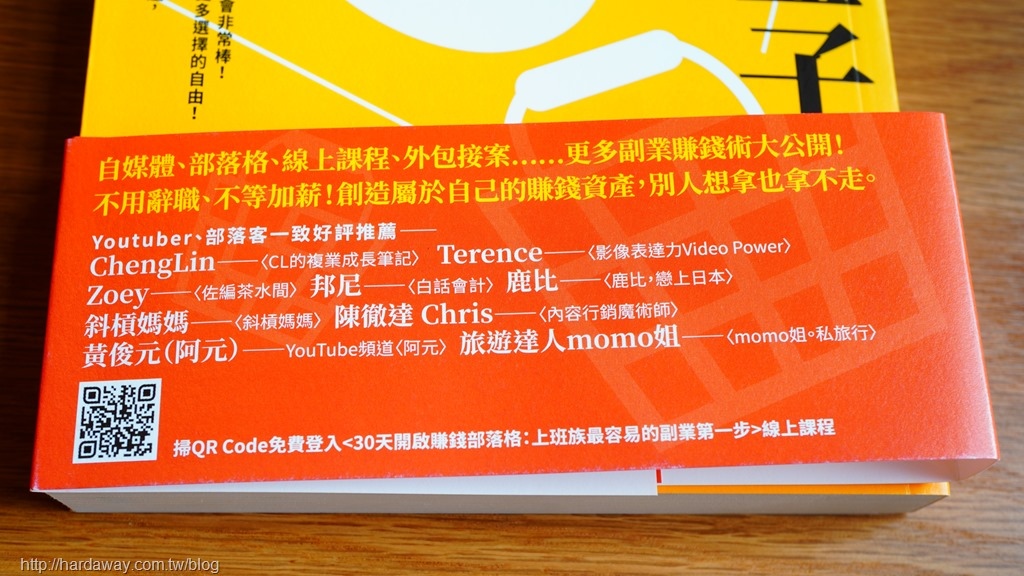 會非常棒!
多選擇的自由!
子
自媒體、部落格、線上課程、外包接案……更多副業賺錢術大公開!
不用辭職、不等加薪!創造屬於自己的賺錢資產,別人想拿也拿不走。
Youtuber、部落客一致好評推薦——
ChengLin——〈CL的複業成長筆記〉 Terence——〈影像表達力Video Power〉
Zoey——〈佐編茶水間〉 邦尼——〈白話會計〉 鹿比——〈鹿比,戀上日本〉
斜槓媽媽——〈斜槓媽媽〉 陳徹達 Chris——〈內容行銷魔術師〉
黃俊元(阿元)——YouTube頻道〈阿元〉 旅遊達人momo姐——〈momo姐。私旅行〉
掃QR Code免費登入<30天開啟賺錢部落格:上班族最容易的副業第一步>線上課程
http://hardaway.com.tw/blog